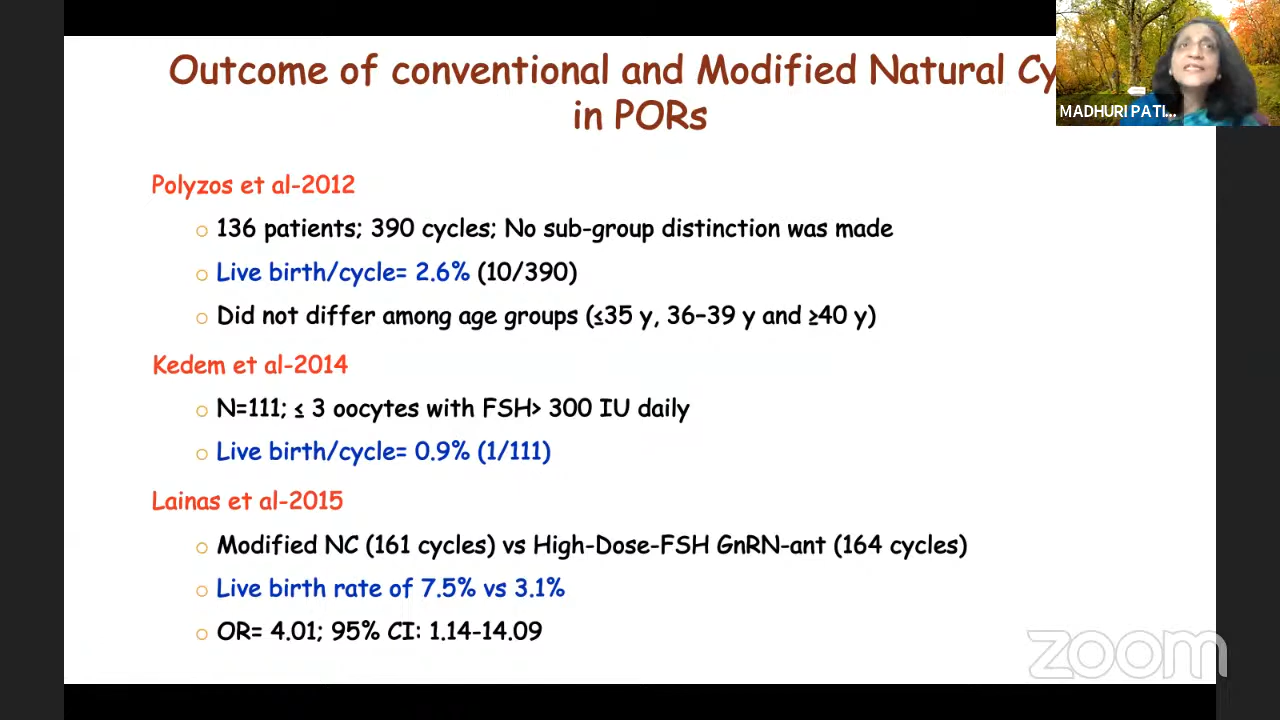 Outcome of conventional and Modified Natural Cy
in PORs
MADHURI PATI...
Polyzos et al-2012
○ 136 patients; 390 cycles; No sub-group distinction was made
○ Live birth/cycle= 2.6% (10/390)
○ Did not differ among age groups (≤35 y, 36–39 y and ≥40 y)
Kedem et al-2014
○ N=111; ≤ 3 oocytes with FSH> 300 IU daily
○ Live birth/cycle= 0.9% (1/111)
Lainas et al-2015
○ Modified NC (161 cycles) vs High-Dose-FSH GnRN-ant (164 cycles)
○ Live birth rate of 7.5% vs 3.1%
○ OR= 4.01; 95% CI: 1.14-14.09
zoom